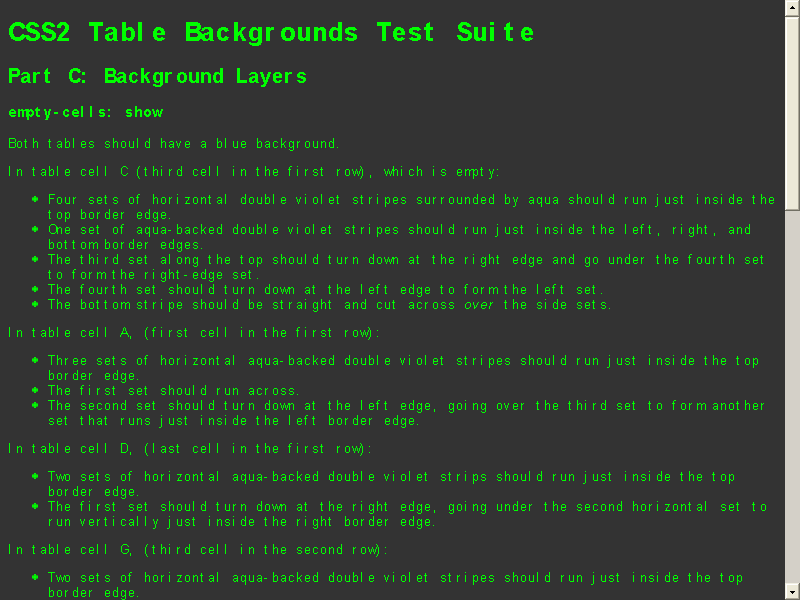 CSS2 Table Backgrounds Test Suite
Part C: Background Layers
empty-cells: show
Both tables should have a blue background.
In table cell C (third cell in the first row), which is empty:
• Four sets of horizontal double violet stripes surrounded by aqua should run just inside the
top border edge.
• One set of aqua-backed double violet stripes should run just inside the left, right, and
bottom border edges.
• The third set along the top should turn down at the right edge and go under the fourth set
to form the right-edge set.
• The fourth set should turn down at the left edge to form the left set.
• The bottom stripe should be straight and cut across over the side sets.
In table cell A, (first cell in the first row):
• Three sets of horizontal aqua-backed double violet stripes should run just inside the top
border edge.
• The first set should run across.
• The second set should turn down at the left edge, going over the third set to form another
set that runs just inside the left border edge.
In table cell D, (last cell in the first row):
• Two sets of horizontal aqua-backed double violet strips should run just inside the top
border edge.
• The first set should turn down at the right edge, going under the second horizontal set to
run vertically just inside the right border edge.
In table cell G, (third cell in the second row):
• Two sets of horizontal aqua-backed double violet stripes should run just inside the top
border edge.